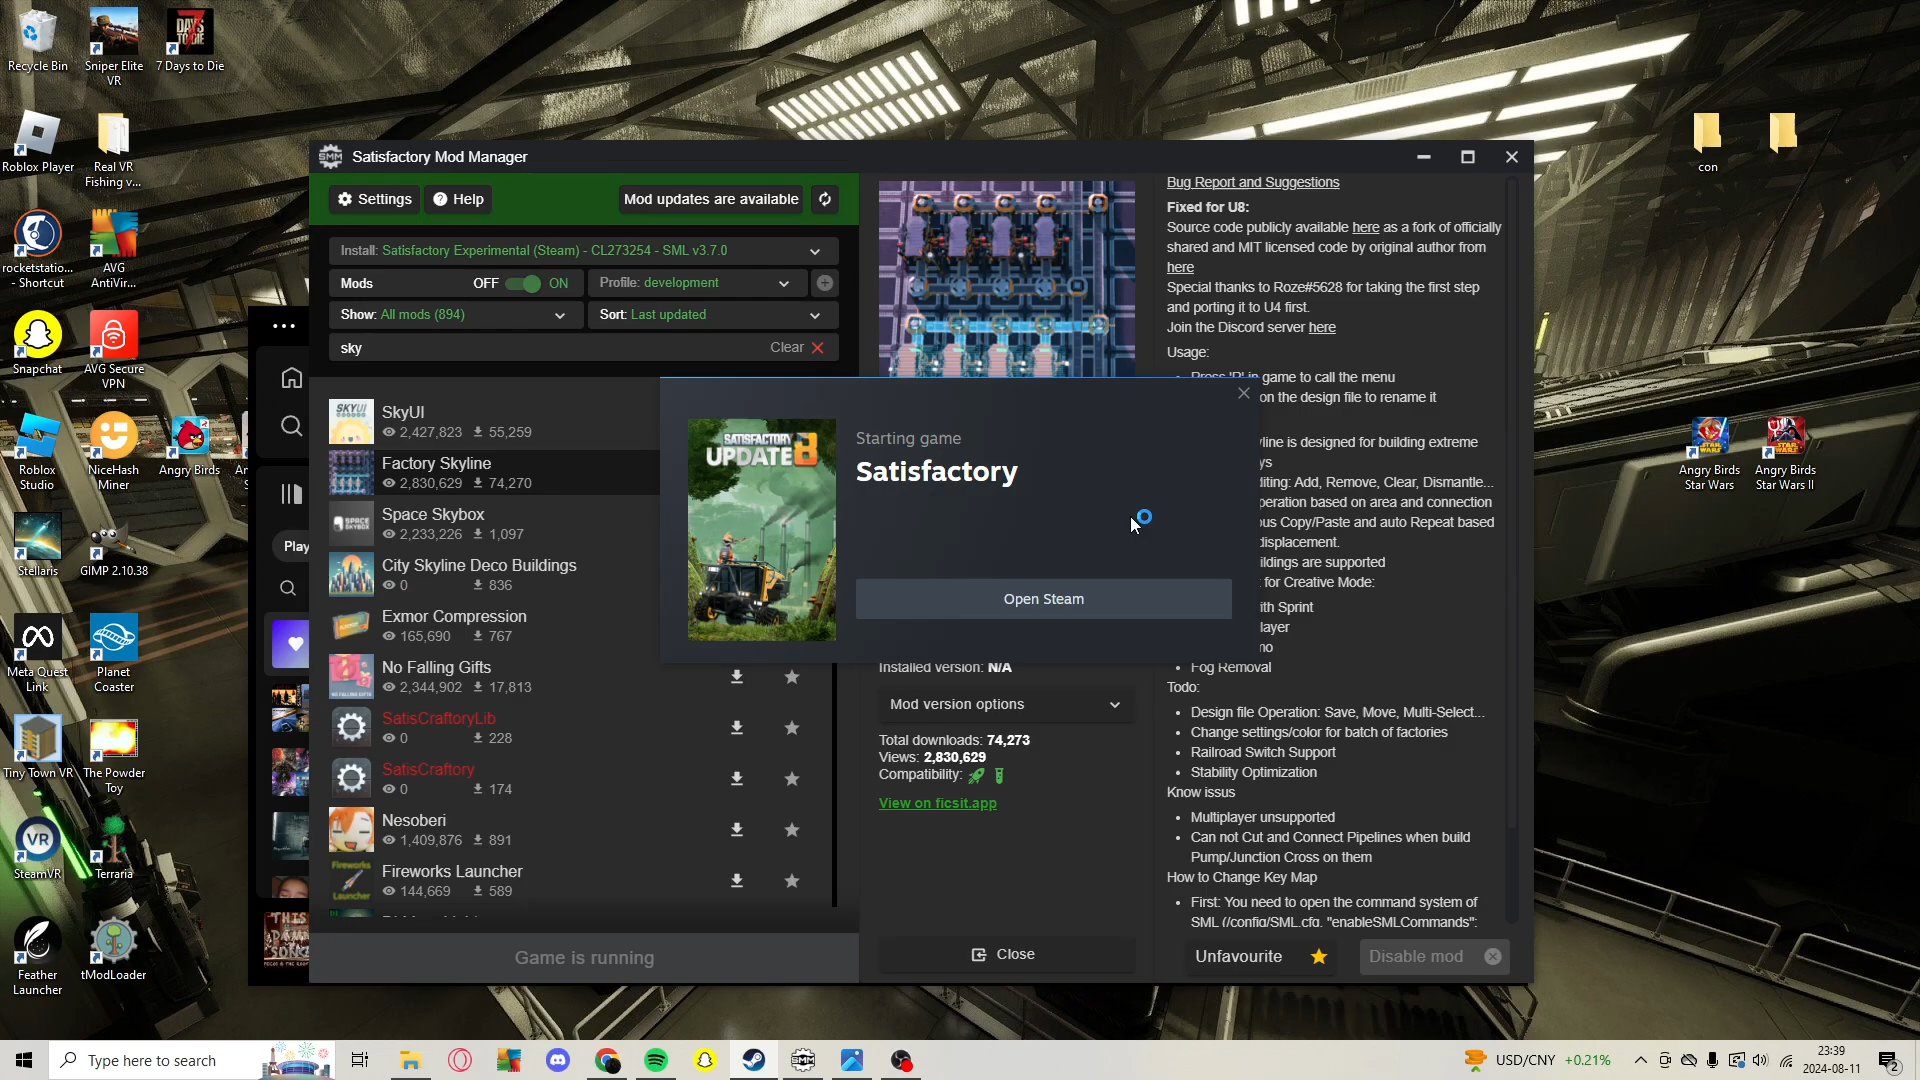 Recycle Bin
Sniper Elite
VR
7 Days to Die
Roblox Player
Real VR
Fishing v...
rocketstatio...
- Shortcut
AVG
AntiVir...
Snapchat
AVG Secure
VPN
Roblox
Studio
NiceHash
Miner
Angry Birds
Stellaris
GIMP 2.10.38
Meta Quest
Link
Planet
Coaster
Tiny Town VR
The Powder
Toy
SteamVR
Terraria
Feather
Launcher
tModLoader
con
Angry Birds
Star Wars
Angry Birds
Star Wars II
Play
SMM
Satisfactory Mod Manager
Settings
Help
Mod updates are available
Install: Satisfactory Experimental (Steam) - CL273254 - SML v3.7.0
Mods
OFF
ON
Profile: development
Show: All mods (894)
Sort: Last updated
sky
Clear
SkyUI
2,427,823
55,259
Factory Skyline
2,830,629
74,270
SPACE
SKYBOX
Space Skybox
2,233,226
1,097
City Skyline Deco Buildings
0
836
Exmor Compression
165,690
767
NO FALLING GIFTS
No Falling Gifts
2,344,902
17,813
SatisCraftoryLib
0
228
SatisCraftory
0
174
Nesoberi
1,409,876
891
Fireworks
Launcher
Fireworks Launcher
144,669
589
Game is running
SATISFACTORY
UPDATE 8
Starting game
Satisfactory
Open Steam
Installed version: N/A
Mod version options
Total downloads: 74,273
Views: 2,830,629
Compatibility:
View on ficsit.app
Close
Bug Report and Suggestions
Fixed for U8:
Source code publicly available here as a fork of officially
shared and MIT licensed code by original author from
here
Special thanks to Roze#5628 for taking the first step
and porting it to U4 first.
Join the Discord server here
Usage:
game to call the menu
on the design file to rename it
yline is designed for building extreme
ys
diting: Add, Remove, Clear, Dismantle...
peration based on area and connection
ous Copy/Paste and auto Repeat based
displacement.
ildings are supported
for Creative Mode:
ith Sprint
layer
no
Fog Removal
Todo:
Design file Operation: Save, Move, Multi-Select...
Change settings/color for batch of factories
Railroad Switch Support
Stability Optimization
Know issus
Multiplayer unsupported
Can not Cut and Connect Pipelines when build
Pump/Junction Cross on them
How to Change Key Map
First: You need to open the command system of
SML (/config/SML.cfg, "enableSMLCommands":
Unfavourite
Disable mod
Type here to search
USD/CNY +0.21%
23:39
2024-08-11
2